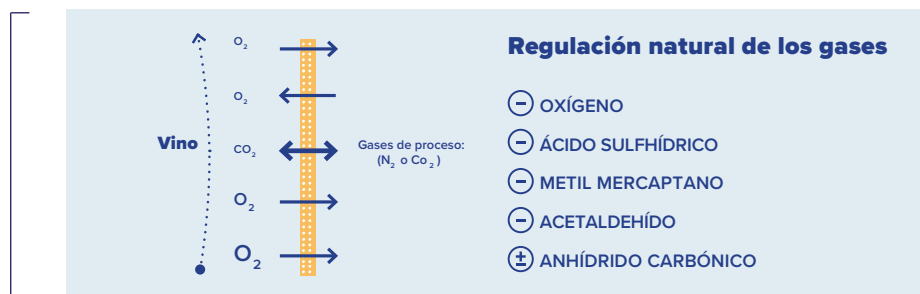 Regulación natural de los gases
O₂
O₂
Vino
CO₂
Gases de proceso:
(N₂ o Co₂)
O₂
O₂
− OXÍGENO
− ÁCIDO SULFHÍDRICO
− METIL MERCAPTANO
− ACETALDEHÍDO
± ANHÍDRIDO CARBÓNICO